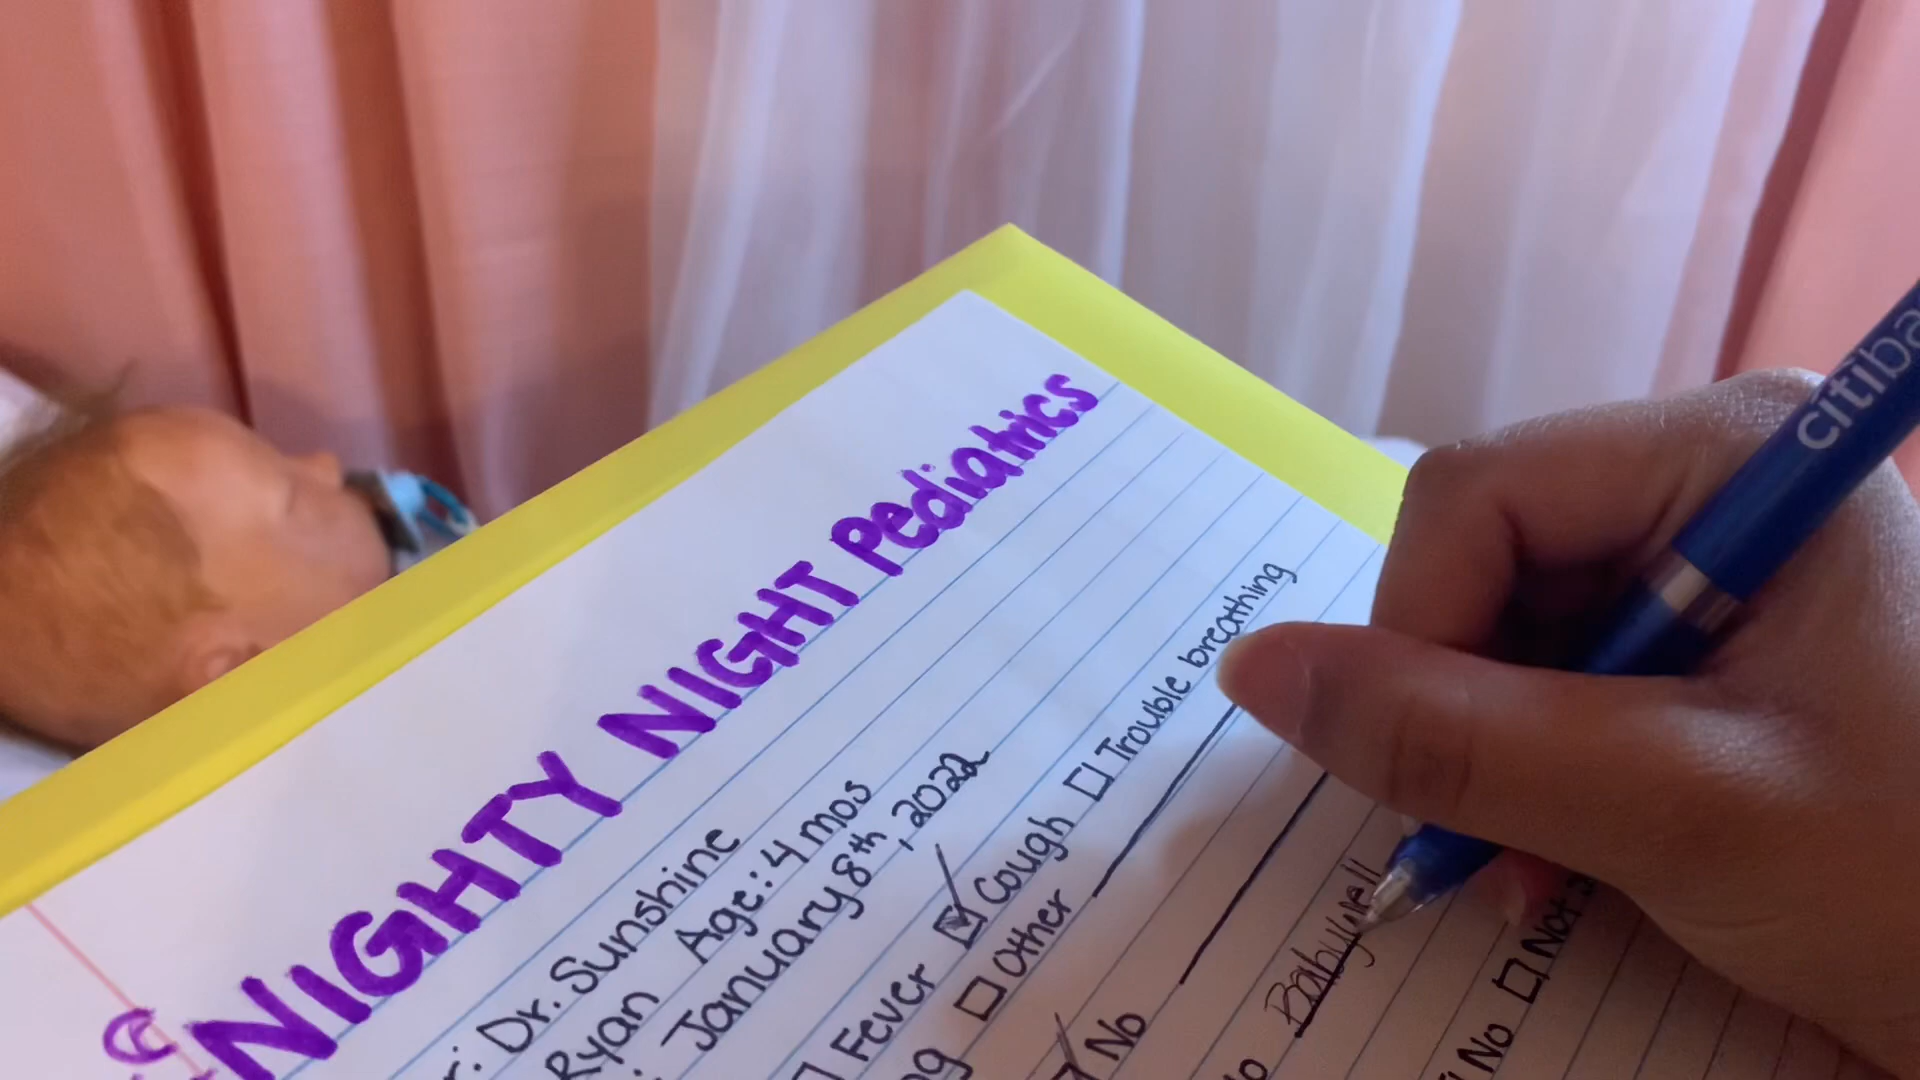 NIGHTY NIGHT Pediatrics
r: Dr. Sunshine
Ryan Age: 4 mos
: January 8th, 2022
Fever Cough Trouble breathing
Other
No
Babywell
No Not
citiba